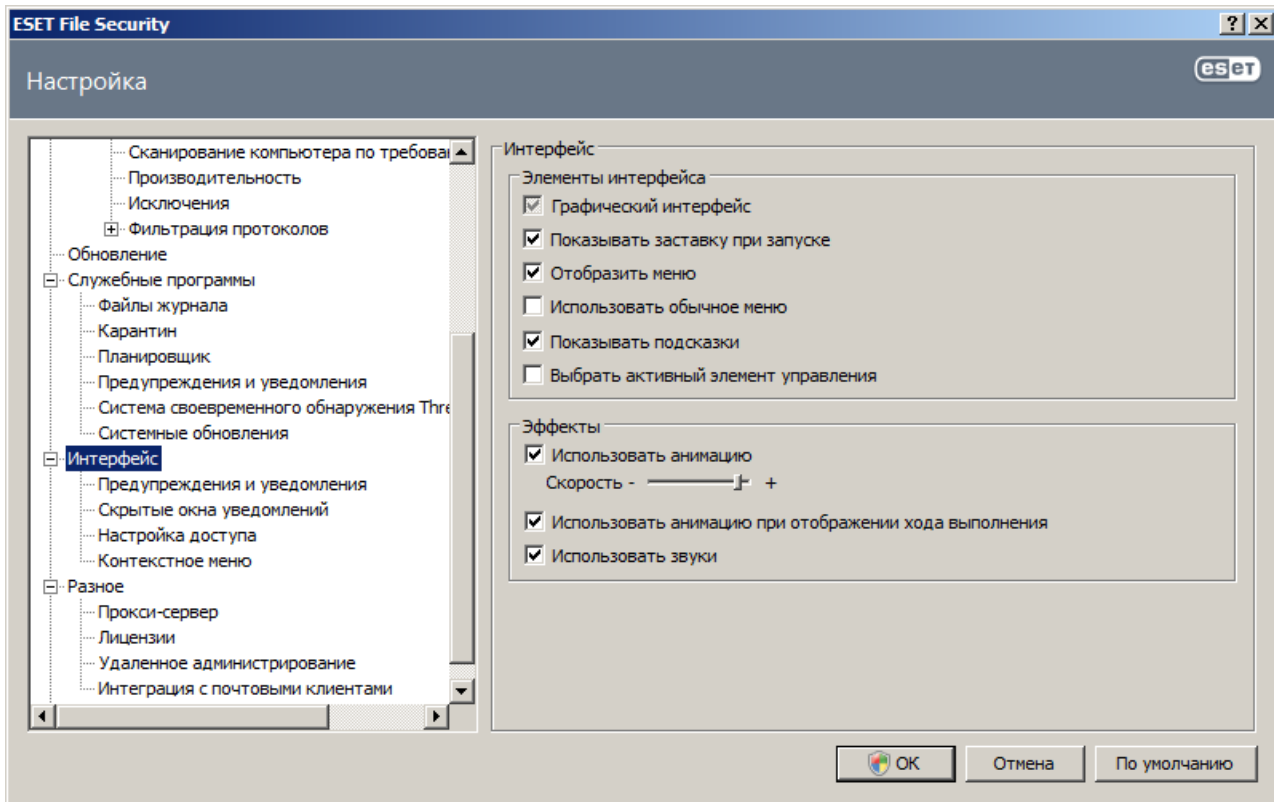 ESET File Security
Настройка
eseT
Сканирование компьютера по требова
Производительность
Исключения
Фильтрация протоколов
Обновление
Служебные программы
Файлы журнала
Карантин
Планировщик
Предупреждения и уведомления
Система своевременного обнаружения Thre
Системные обновления
Интерфейс
Предупреждения и уведомления
Скрытые окна уведомлений
Настройка доступа
Контекстное меню
Разное
Прокси-сервер
Лицензии
Удаленное администрирование
Интеграция с почтовыми клиентами
Интерфейс
Элементы интерфейса
Графический интерфейс
Показывать заставку при запуске
Отобразить меню
Использовать обычное меню
Показывать подсказки
Выбрать активный элемент управления
Эффекты
Использовать анимацию
Скорость - +
Использовать анимацию при отображении хода выполнения
Использовать звуки
OK
Отмена
По умолчанию